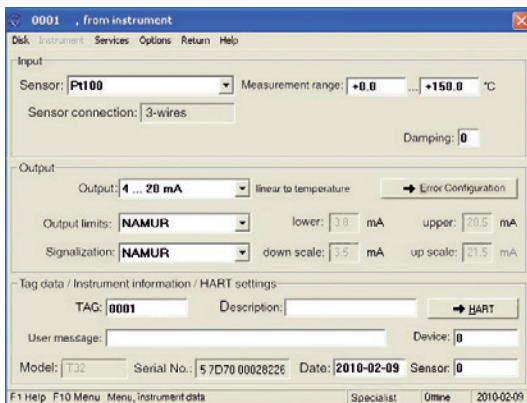 0001 , from instrument
Disk Instrument Services Options Return Help
Input
Sensor: Pt100 Measurement range: +0.0 ... +150.0 °C
Sensor connection: 3-wires
Damping: 0
Output
Output: 4 ... 20 mA linear to temperature → Error Configuration
Output limits: NAMUR lower: 3.8 mA upper: 20.5 mA
Signalization: NAMUR down scale: 3.5 mA up scale: 21.5 mA
Tag data / Instrument information / HART settings
TAG: 0001 Description: → HART
User message: Device: 0
Model: T32 Serial No.: 5 7D70 00028226 Date: 2010-02-09 Sensor: 0
F1 Help F10 Menu Menu, instrument data Specialist Offline 2010-02-09